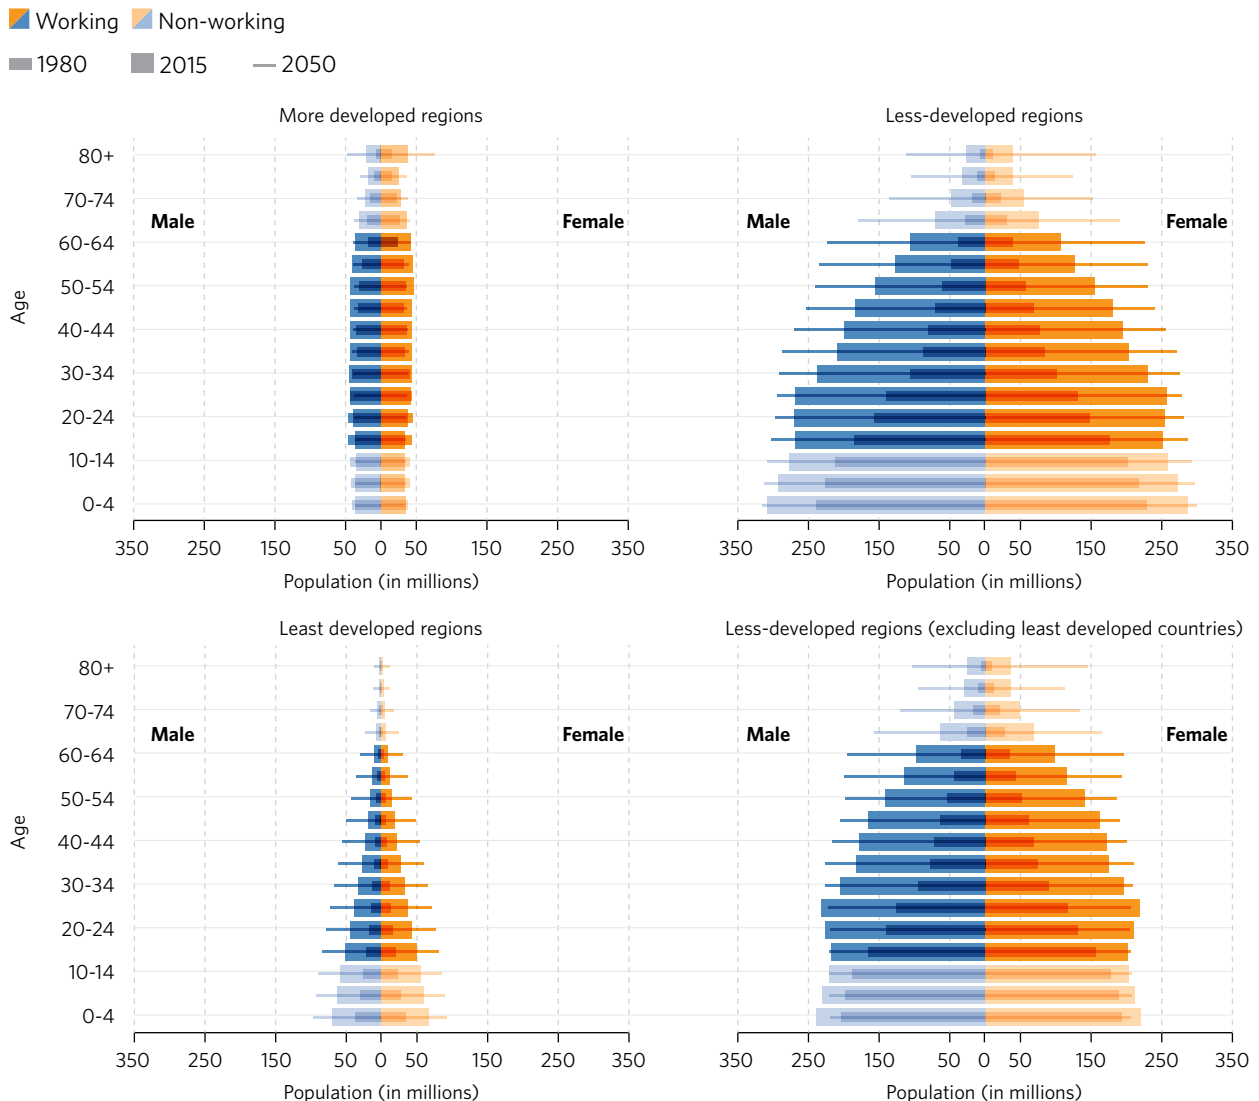 Working Non-working
1980 2015 2050
More developed regions
80+
70-74
Male Female
60-64
50-54
40-44
30-34
20-24
10-14
0-4
Age
350 250 150 50 0 50 150 250 350
Population (in millions)
Less-developed regions
Male Female
350 250 150 50 0 50 150 250 350
Population (in millions)
Least developed regions
80+
70-74
Male Female
60-64
50-54
40-44
30-34
20-24
10-14
0-4
Age
350 250 150 50 0 50 150 250 350
Population (in millions)
Less-developed regions (excluding least developed countries)
Male Female
350 250 150 50 0 50 150 250 350
Population (in millions)